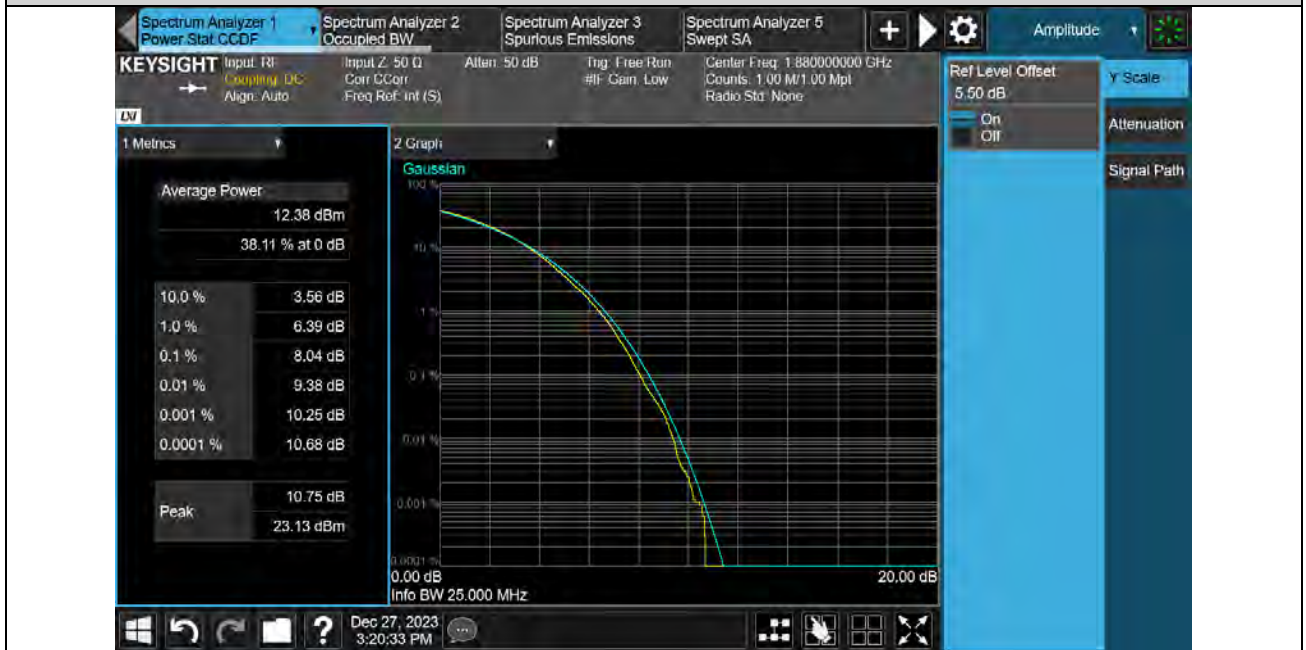 Spectrum Analyzer 1
Power Stat CCDF
Spectrum Analyzer 2
Occupied BW
Spectrum Analyzer 3
Spurious Emissions
Spectrum Analyzer 5
Swept SA
+
Amplitude
KEYSIGHT
Input: RF
Coupling: DC
Align: Auto
Input Z: 50 Ω
Corr CCorr
Freq Ref: Int (S)
Atten: 50 dB
Trig: Free Run
#IF Gain: Low
Center Freq: 1.880000000 GHz
Counts: 1.00 M/1.00 Mpt
Radio Std: None
LXI
Ref Level Offset
5.50 dB
On
Off
Y Scale
Attenuation
Signal Path
1 Metrics
Average Power
12.38 dBm
38.11 % at 0 dB
10.0 % 3.56 dB
1.0 % 6.39 dB
0.1 % 8.04 dB
0.01 % 9.38 dB
0.001 % 10.25 dB
0.0001 % 10.68 dB
Peak
10.75 dB
23.13 dBm
2 Graph
Gaussian
100 %
10 %
1 %
0.1 %
0.01 %
0.001 %
0.0001 %
0.00 dB
20.00 dB
Info BW 25.000 MHz
?
Dec 27, 2023
3:20:33 PM